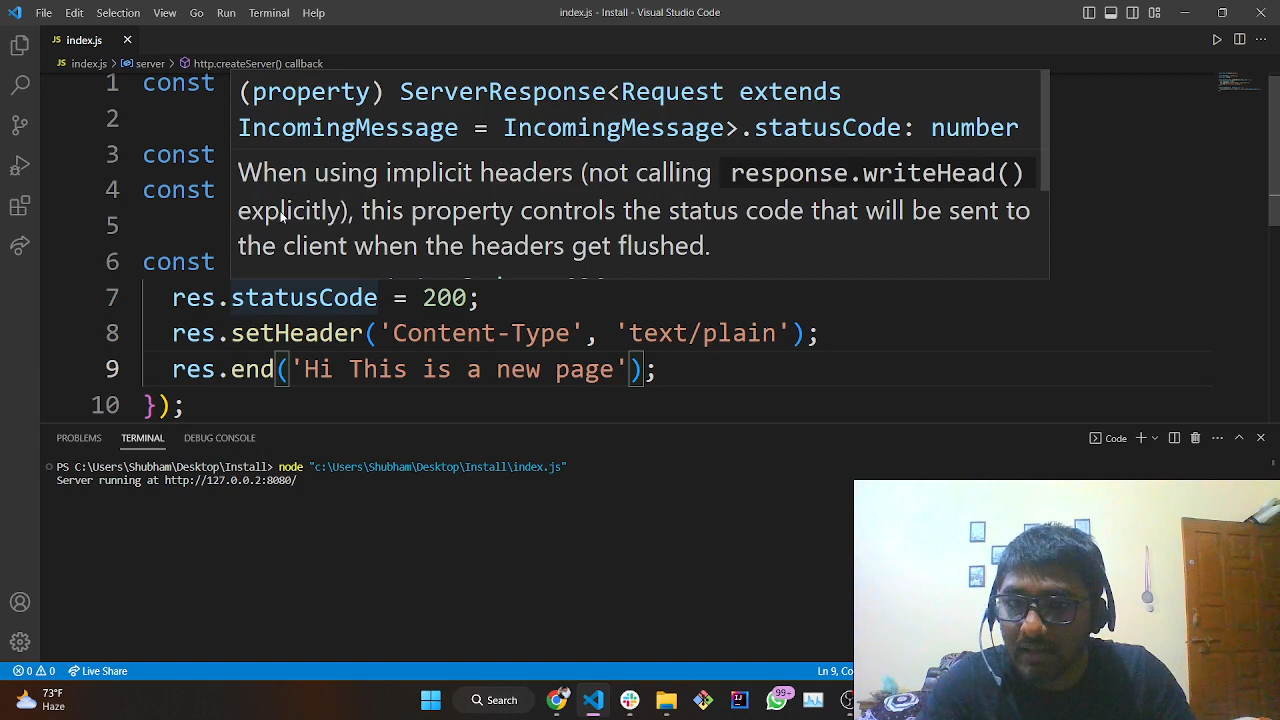 File Edit Selection View Go Run Terminal Help index.js - Install - Visual Studio Code
JS index.js
JS index.js > server > http.createServer() callback
1 const
2
3 const
4 const
5
6 const
(property) ServerResponse<Request extends
IncomingMessage = IncomingMessage>.statusCode: number
When using implicit headers (not calling response.writeHead()
explicitly), this property controls the status code that will be sent to
the client when the headers get flushed.
7 res.statusCode = 200;
8 res.setHeader('Content-Type', 'text/plain');
9 res.end('Hi This is a new page');
10 });
PROBLEMS TERMINAL DEBUG CONSOLE Code
PS C:\Users\Shubham\Desktop\Install> node "c:\Users\Shubham\Desktop\Install\index.js"
Server running at http://127.0.0.2:8080/
0 0 Live Share Ln 9, Co
73°F
Haze
Search
99+